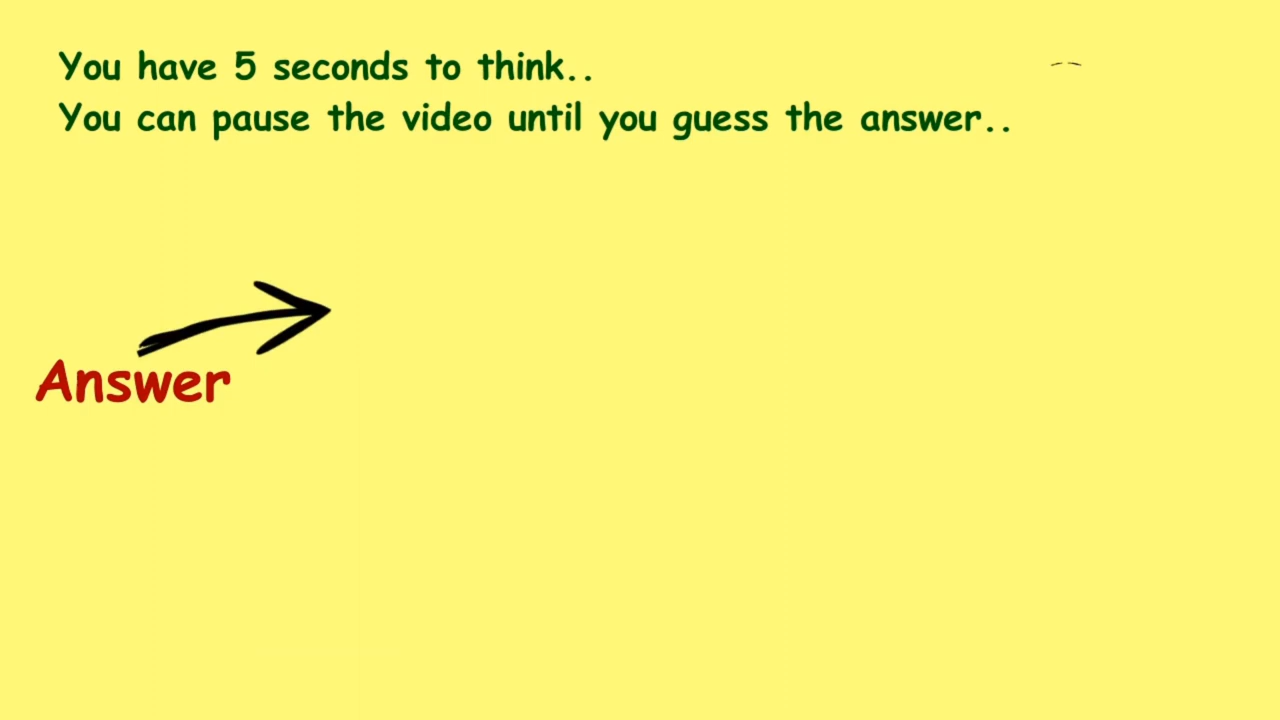 You have 5 seconds to think..
You can pause the video until you guess the answer..
Answer